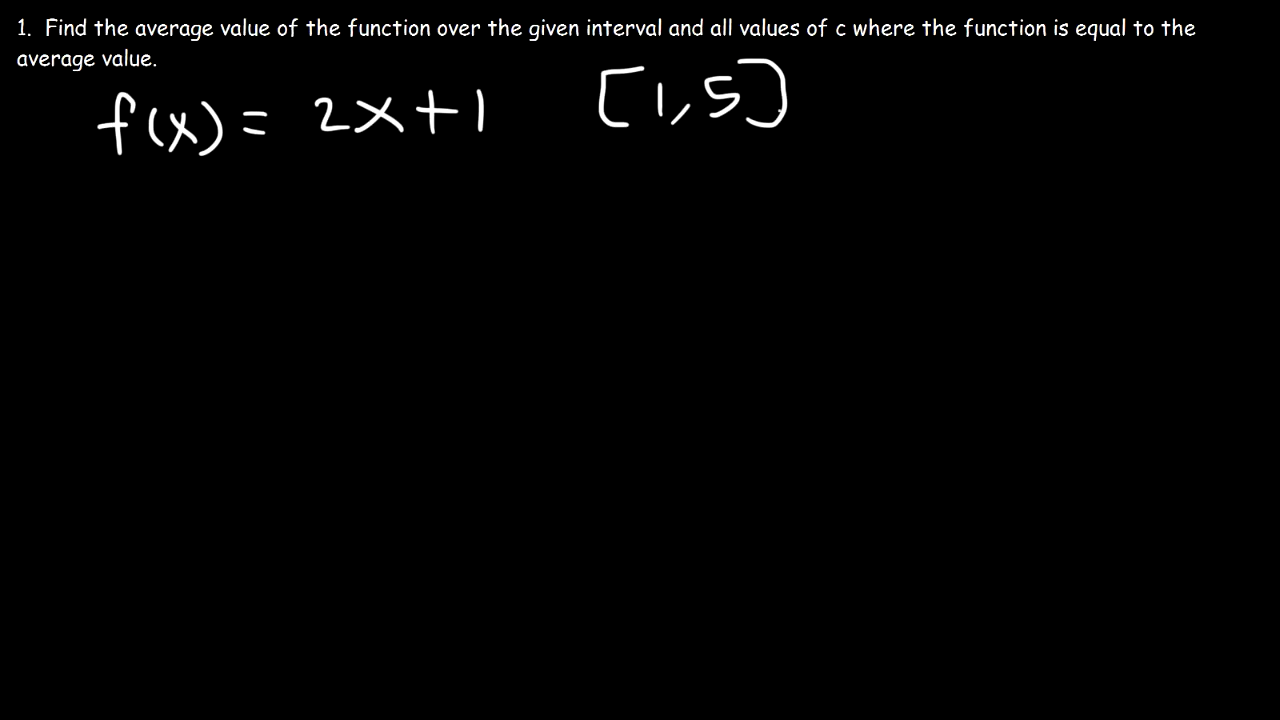 1. Find the average value of the function over the given interval and all values of c where the function is equal to the
average value.
f(x) = 2x+1 [1,5]